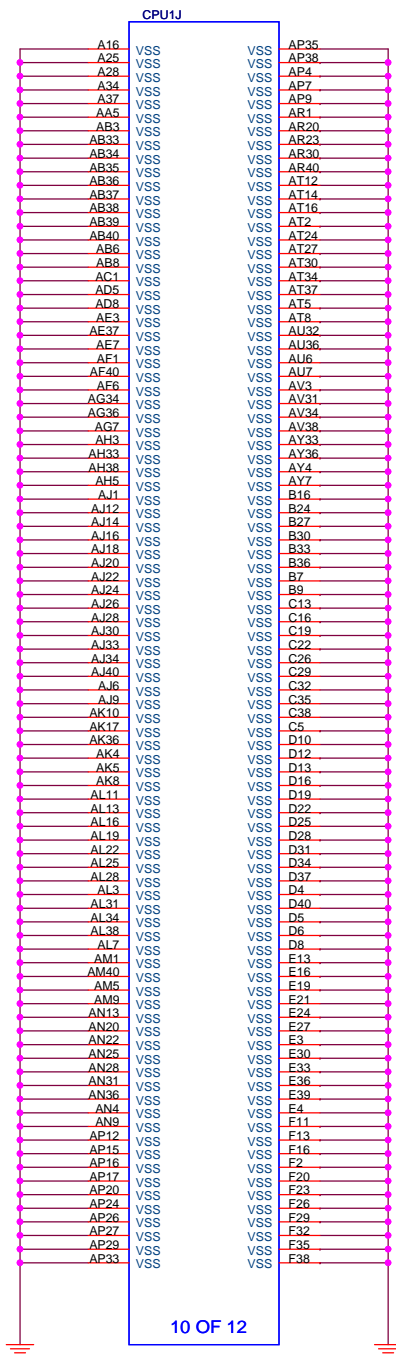 CPU1J
A16 VSS VSS AP35
A25 VSS VSS AP38
A28 VSS VSS AP4
A34 VSS VSS AP7
A37 VSS VSS AP9
AA5 VSS VSS AR1
AB3 VSS VSS AR20
AB33 VSS VSS AR23
AB34 VSS VSS AR30
AB35 VSS VSS AR40
AB36 VSS VSS AT12
AB37 VSS VSS AT14
AB38 VSS VSS AT16
AB39 VSS VSS AT2
AB40 VSS VSS AT24
AB6 VSS VSS AT27
AB8 VSS VSS AT30
AC1 VSS VSS AT34
AD5 VSS VSS AT37
AD8 VSS VSS AT5
AE3 VSS VSS AT8
AE37 VSS VSS AU32
AE7 VSS VSS AU36
AF1 VSS VSS AU6
AF40 VSS VSS AU7
AF6 VSS VSS AV3
AG34 VSS VSS AV31
AG36 VSS VSS AV34
AG7 VSS VSS AV38
AH3 VSS VSS AY33
AH33 VSS VSS AY36
AH38 VSS VSS AY4
AH5 VSS VSS AY7
AJ1 VSS VSS B16
AJ12 VSS VSS B24
AJ14 VSS VSS B27
AJ16 VSS VSS B30
AJ18 VSS VSS B33
AJ20 VSS VSS B36
AJ22 VSS VSS B7
AJ24 VSS VSS B9
AJ26 VSS VSS C13
AJ28 VSS VSS C16
AJ30 VSS VSS C19
AJ33 VSS VSS C22
AJ34 VSS VSS C26
AJ40 VSS VSS C29
AJ6 VSS VSS C32
AJ9 VSS VSS C35
AK10 VSS VSS C38
AK17 VSS VSS C5
AK36 VSS VSS D10
AK4 VSS VSS D12
AK5 VSS VSS D13
AK8 VSS VSS D16
AL11 VSS VSS D19
AL13 VSS VSS D22
AL16 VSS VSS D25
AL19 VSS VSS D28
AL22 VSS VSS D31
AL25 VSS VSS D34
AL28 VSS VSS D37
AL3 VSS VSS D4
AL31 VSS VSS D40
AL34 VSS VSS D5
AL38 VSS VSS D6
AL7 VSS VSS D8
AM1 VSS VSS E13
AM40 VSS VSS E16
AM5 VSS VSS E19
AM9 VSS VSS E21
AN13 VSS VSS E24
AN20 VSS VSS E27
AN22 VSS VSS E3
AN25 VSS VSS E30
AN28 VSS VSS E33
AN31 VSS VSS E36
AN36 VSS VSS E39
AN4 VSS VSS E4
AN9 VSS VSS F11
AP12 VSS VSS F13
AP15 VSS VSS F16
AP16 VSS VSS F2
AP17 VSS VSS F20
AP20 VSS VSS F23
AP24 VSS VSS F26
AP26 VSS VSS F29
AP27 VSS VSS F32
AP29 VSS VSS F35
AP33 VSS VSS F38
10 OF 12